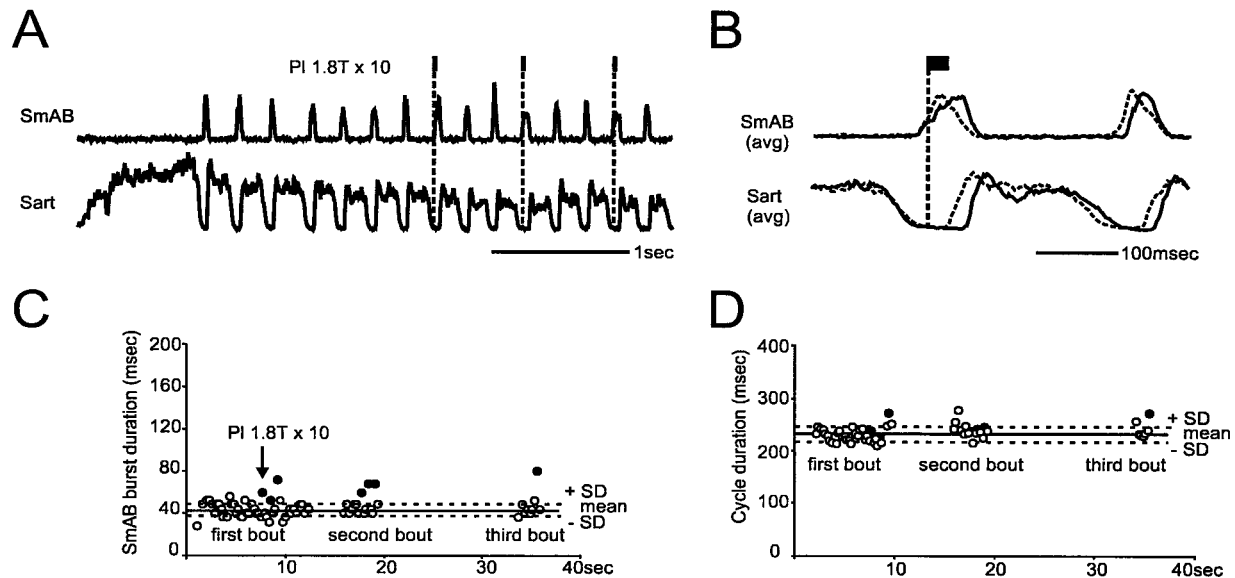 A
PI 1.8T x 10
SmAB
Sart
1sec
B
SmAB
(avg)
Sart
(avg)
100msec
C
SmAB burst duration (msec)
200
160
120
80
40
0
PI 1.8T x 10
+ SD
mean
- SD
first bout
second bout
third bout
10
20
30
40sec
D
Cycle duration (msec)
400
300
200
100
0
+ SD
mean
- SD
first bout
second bout
third bout
10
20
30
40sec